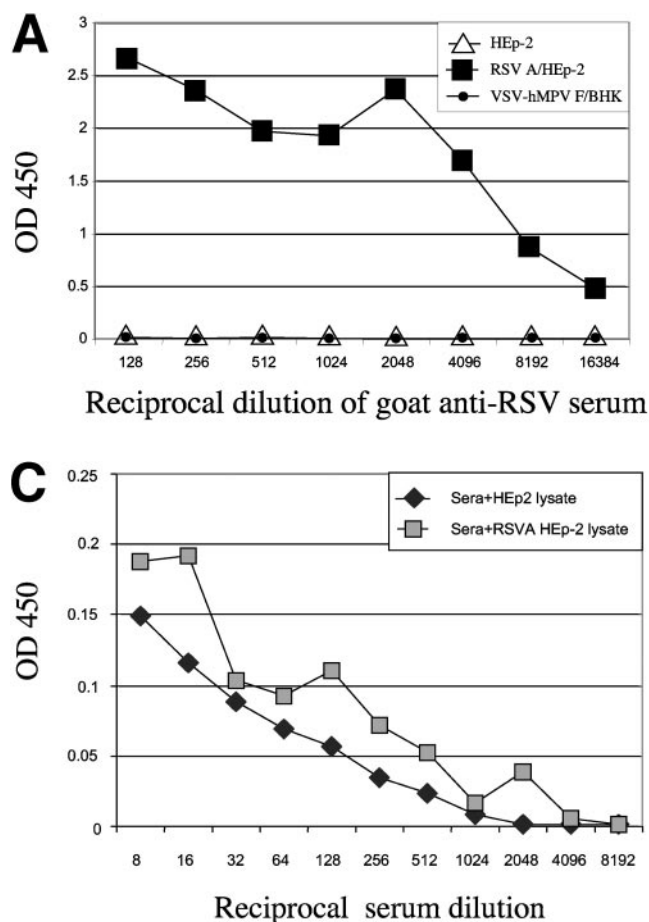 A
HEp-2
RSV A/HEp-2
VSV-hMPV F/BHK
3
2.5
2
1.5
1
0.5
0
OD 450
128 256 512 1024 2048 4096 8192 16384
Reciprocal dilution of goat anti-RSV serum
C
Sera+HEp2 lysate
Sera+RSVA HEp-2 lysate
0.25
0.2
0.15
0.1
0.05
0
OD 450
8 16 32 64 128 256 512 1024 2048 4096 8192
Reciprocal serum dilution